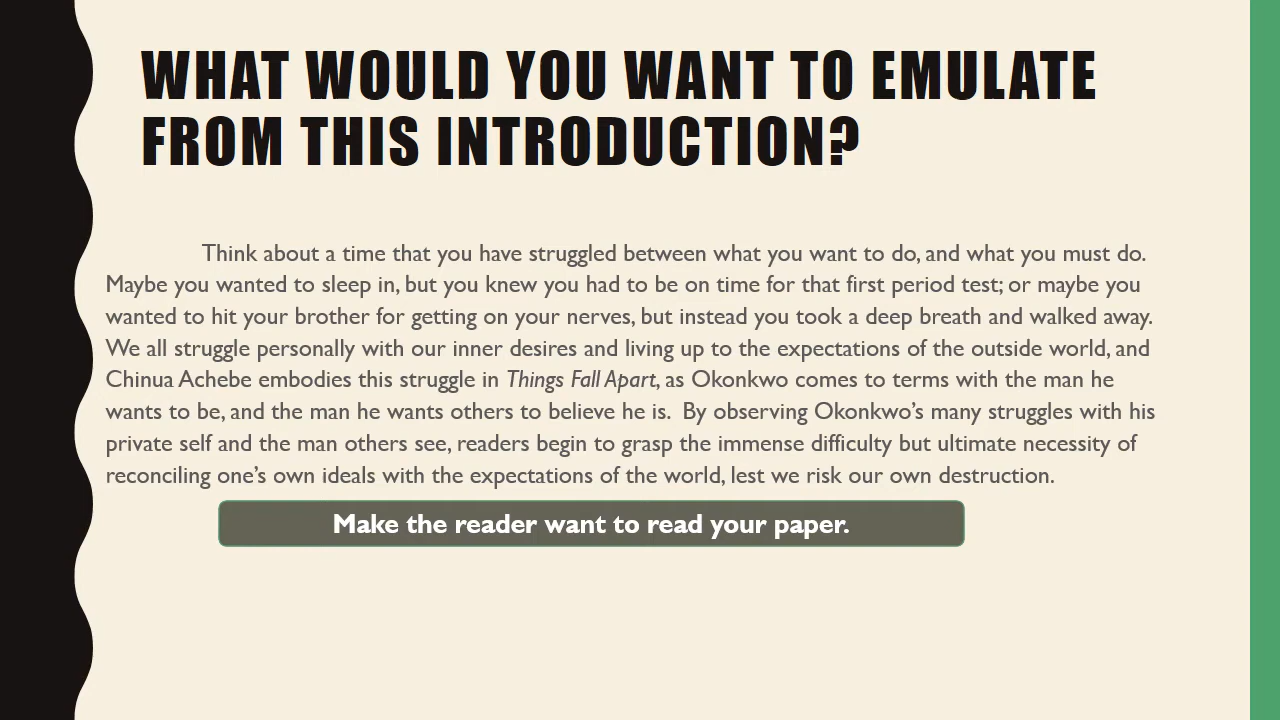 WHAT WOULD YOU WANT TO EMULATE
FROM THIS INTRODUCTION?
Think about a time that you have struggled between what you want to do, and what you must do.
Maybe you wanted to sleep in, but you knew you had to be on time for that first period test; or maybe you
wanted to hit your brother for getting on your nerves, but instead you took a deep breath and walked away.
We all struggle personally with our inner desires and living up to the expectations of the outside world, and
Chinua Achebe embodies this struggle in Things Fall Apart, as Okonkwo comes to terms with the man he
wants to be, and the man he wants others to believe he is.  By observing Okonkwo’s many struggles with his
private self and the man others see, readers begin to grasp the immense difficulty but ultimate necessity of
reconciling one’s own ideals with the expectations of the world, lest we risk our own destruction.
Make the reader want to read your paper.